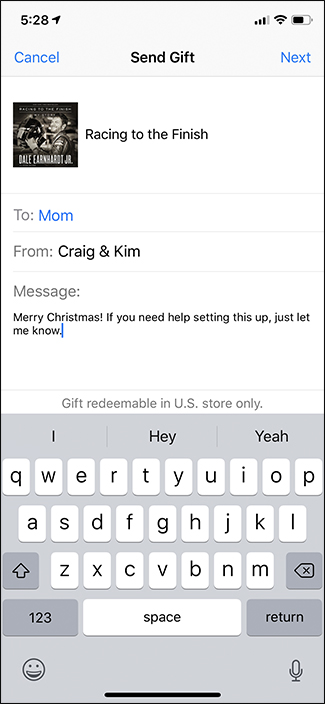 5:28
Cancel
Send Gift
Next
RACING TO THE FINISH
MY STORY
DALE EARNHARDT JR.
Racing to the Finish
To: Mom
From: Craig & Kim
Message:
Merry Christmas! If you need help setting this up, just let
me know.
Gift redeemable in U.S. store only.
I
Hey
Yeah
q w e r t y u i o p
a s d f g h j k l
z x c v b n m
123
space
return